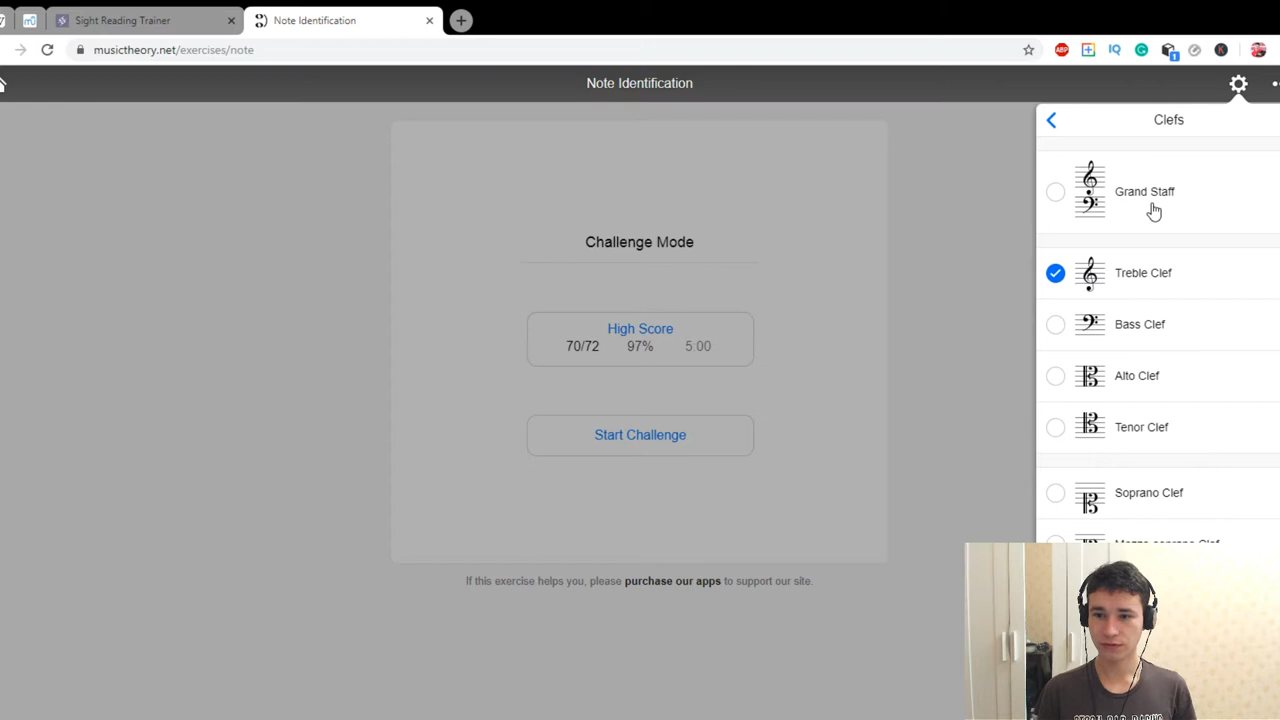 Sight Reading Trainer
Note Identification
musictheory.net/exercises/note
Note Identification
Clefs
Grand Staff
Treble Clef
Bass Clef
Alto Clef
Tenor Clef
Soprano Clef
Challenge Mode
High Score
70/72 97% 5:00
Start Challenge
If this exercise helps you, please purchase our apps to support our site.